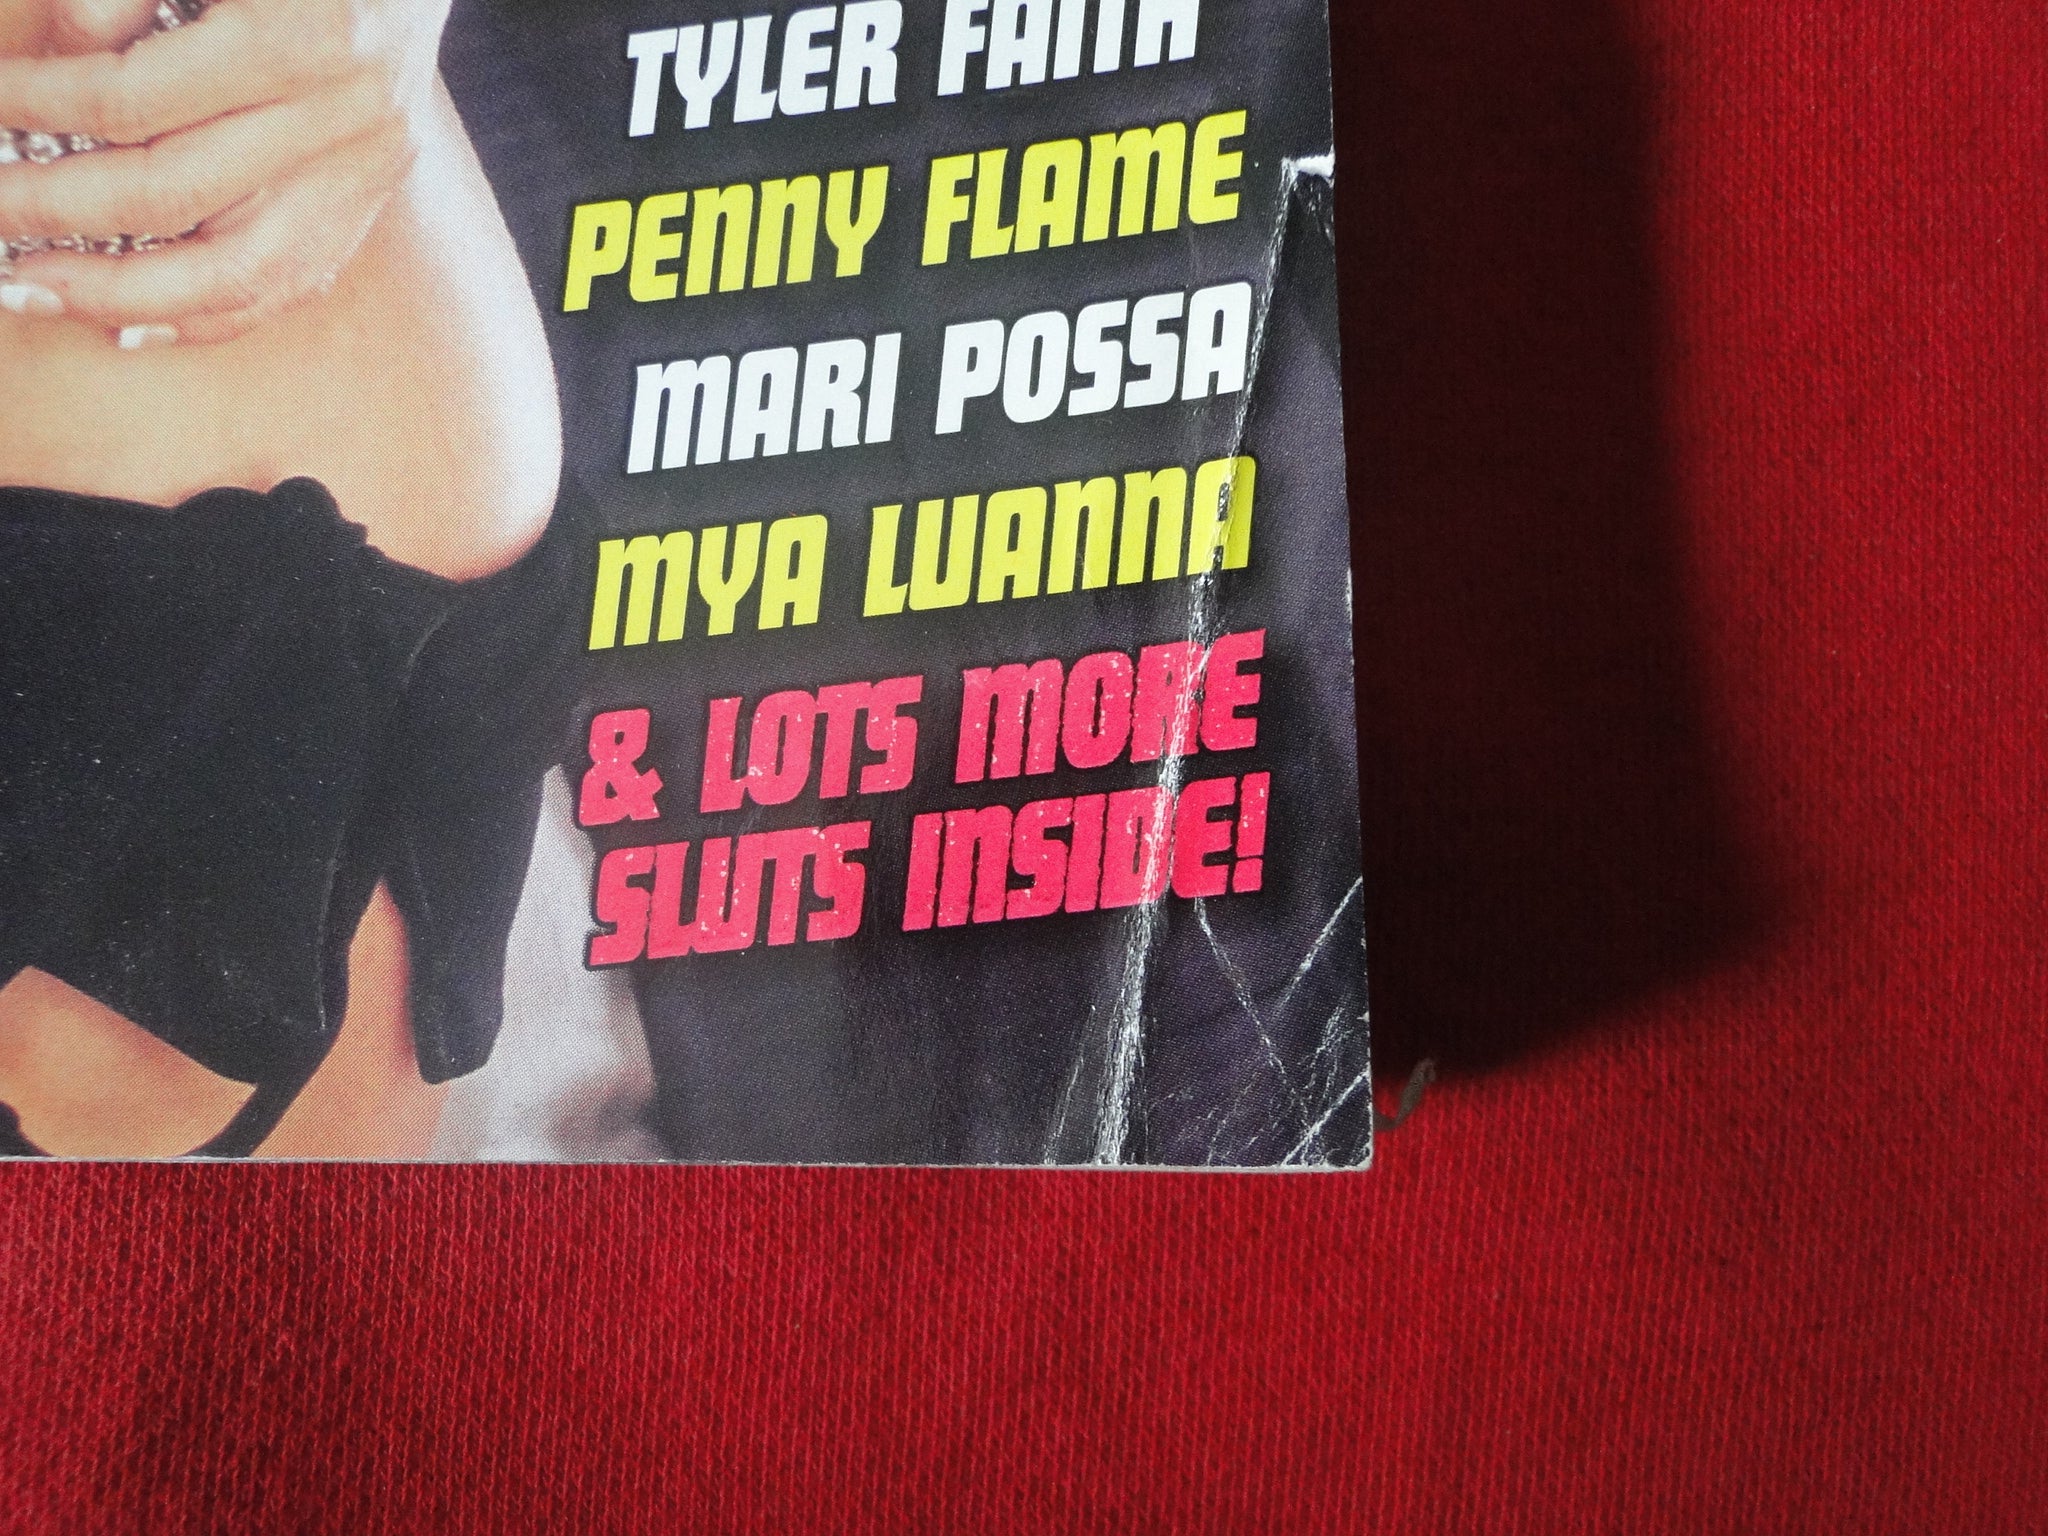 TYLER FAITH
PENNY FLAME
MARI POSSA
MYA LUANNA
& LOTS MORE
SLUTS INSIDE!